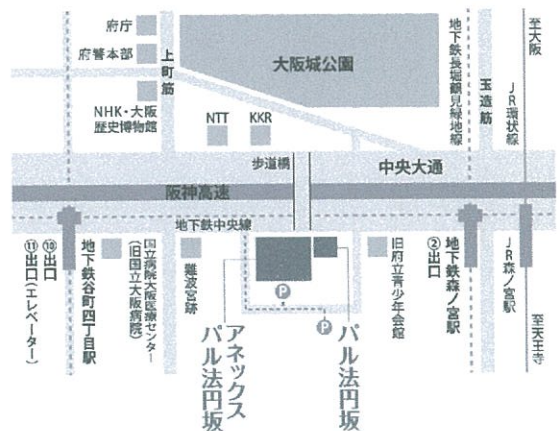 府庁
府警本部
NHK・大阪
歴史博物館
上町筋
大阪城公園
NTT
KKR
地下鉄長堀鶴見緑地線
玉造筋
JR環状線
至大阪
歩道橋
中央大通
阪神高速
地下鉄中央線
⑪出口(エレベーター)
⑩出口
地下鉄谷町四丁目駅
国立病院大阪医療センター
(旧国立大阪病院)
難波宮跡
P
P
アネックス
パル法円坂
パル法円坂
旧府立青少年会館
②出口
地下鉄森ノ宮駅
JR森ノ宮駅
至天王寺